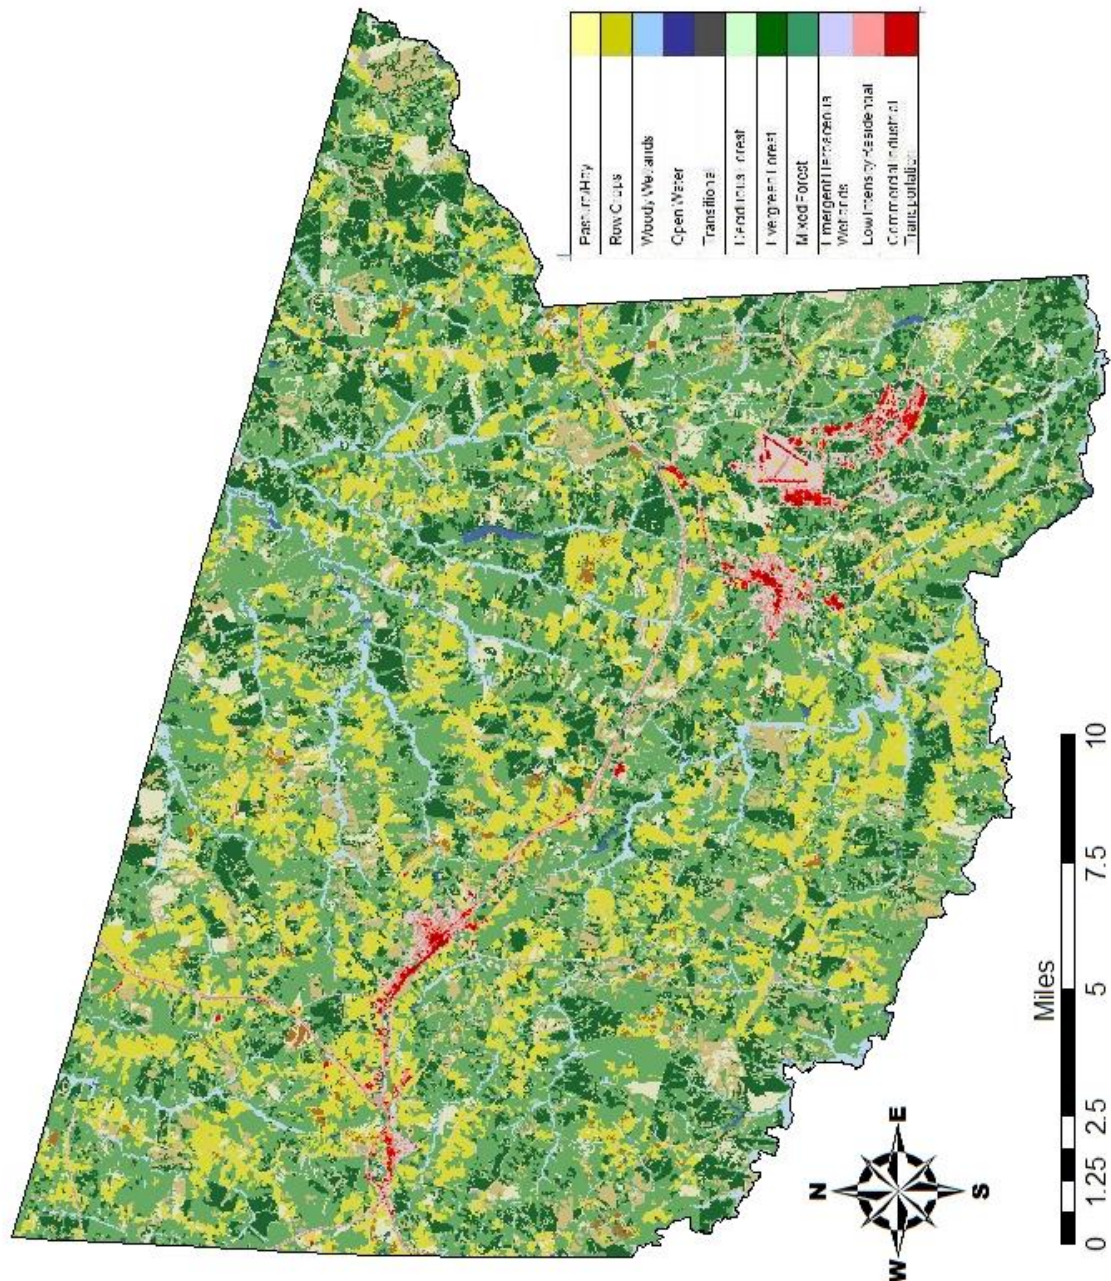 Pasture/Hay
Row Crops
Woody Wetlands
Open Water
Transitional
Deciduous Forest
Evergreen Forest
Mixed Forest
Emergent Herbaceous
Wetlands
Low Intensity Residential
Commercial Industrial
Transportation
N
W
E
S
Miles
0 1.25 2.5 5 7.5 10